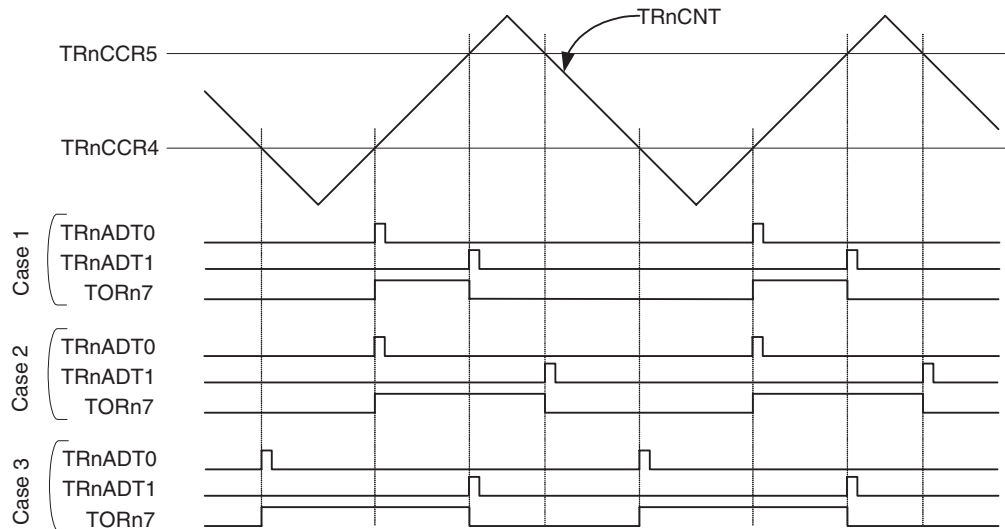 TRnCNT
TRnCCR5
TRnCCR4
Case 1
TRnADT0
TRnADT1
TORn7
Case 2
TRnADT0
TRnADT1
TORn7
Case 3
TRnADT0
TRnADT1
TORn7